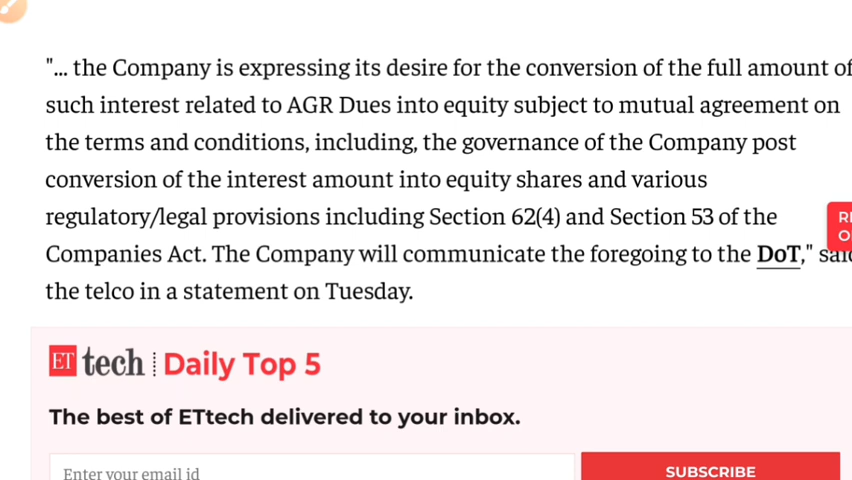 "... the Company is expressing its desire for the conversion of the full amount of
such interest related to AGR Dues into equity subject to mutual agreement on
the terms and conditions, including, the governance of the Company post
conversion of the interest amount into equity shares and various
regulatory/legal provisions including Section 62(4) and Section 53 of the
Companies Act. The Company will communicate the foregoing to the DoT," said
the telco in a statement on Tuesday.
ET tech Daily Top 5
The best of ETtech delivered to your inbox.
Enter your email id
SUBSCRIBE